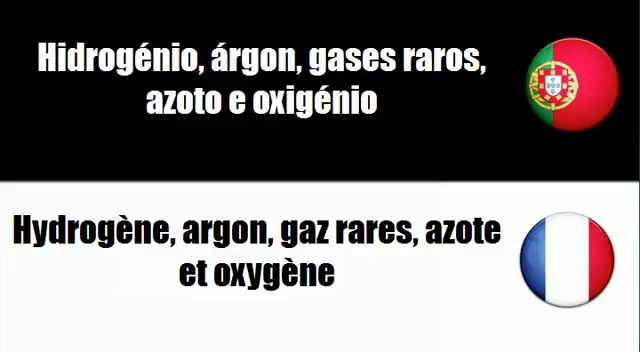 Hidrogénio, árgon, gases raros,
azoto e oxigénio
Hydrogène, argon, gaz rares, azote
et oxygène